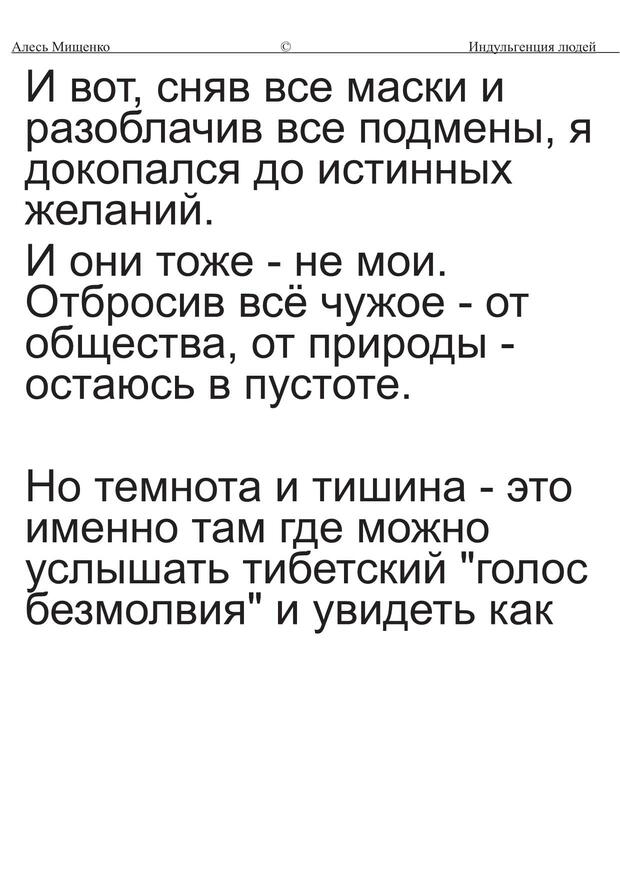 Алесь Мищенко © Индульгенция людей
И вот, сняв все маски и
разоблачив все подмены, я
докопался до истинных
желаний.
И они тоже - не мои.
Отбросив всё чужое - от
общества, от природы -
остаюсь в пустоте.
Но темнота и тишина - это
именно там где можно
услышать тибетский "голос
безмолвия" и увидеть как